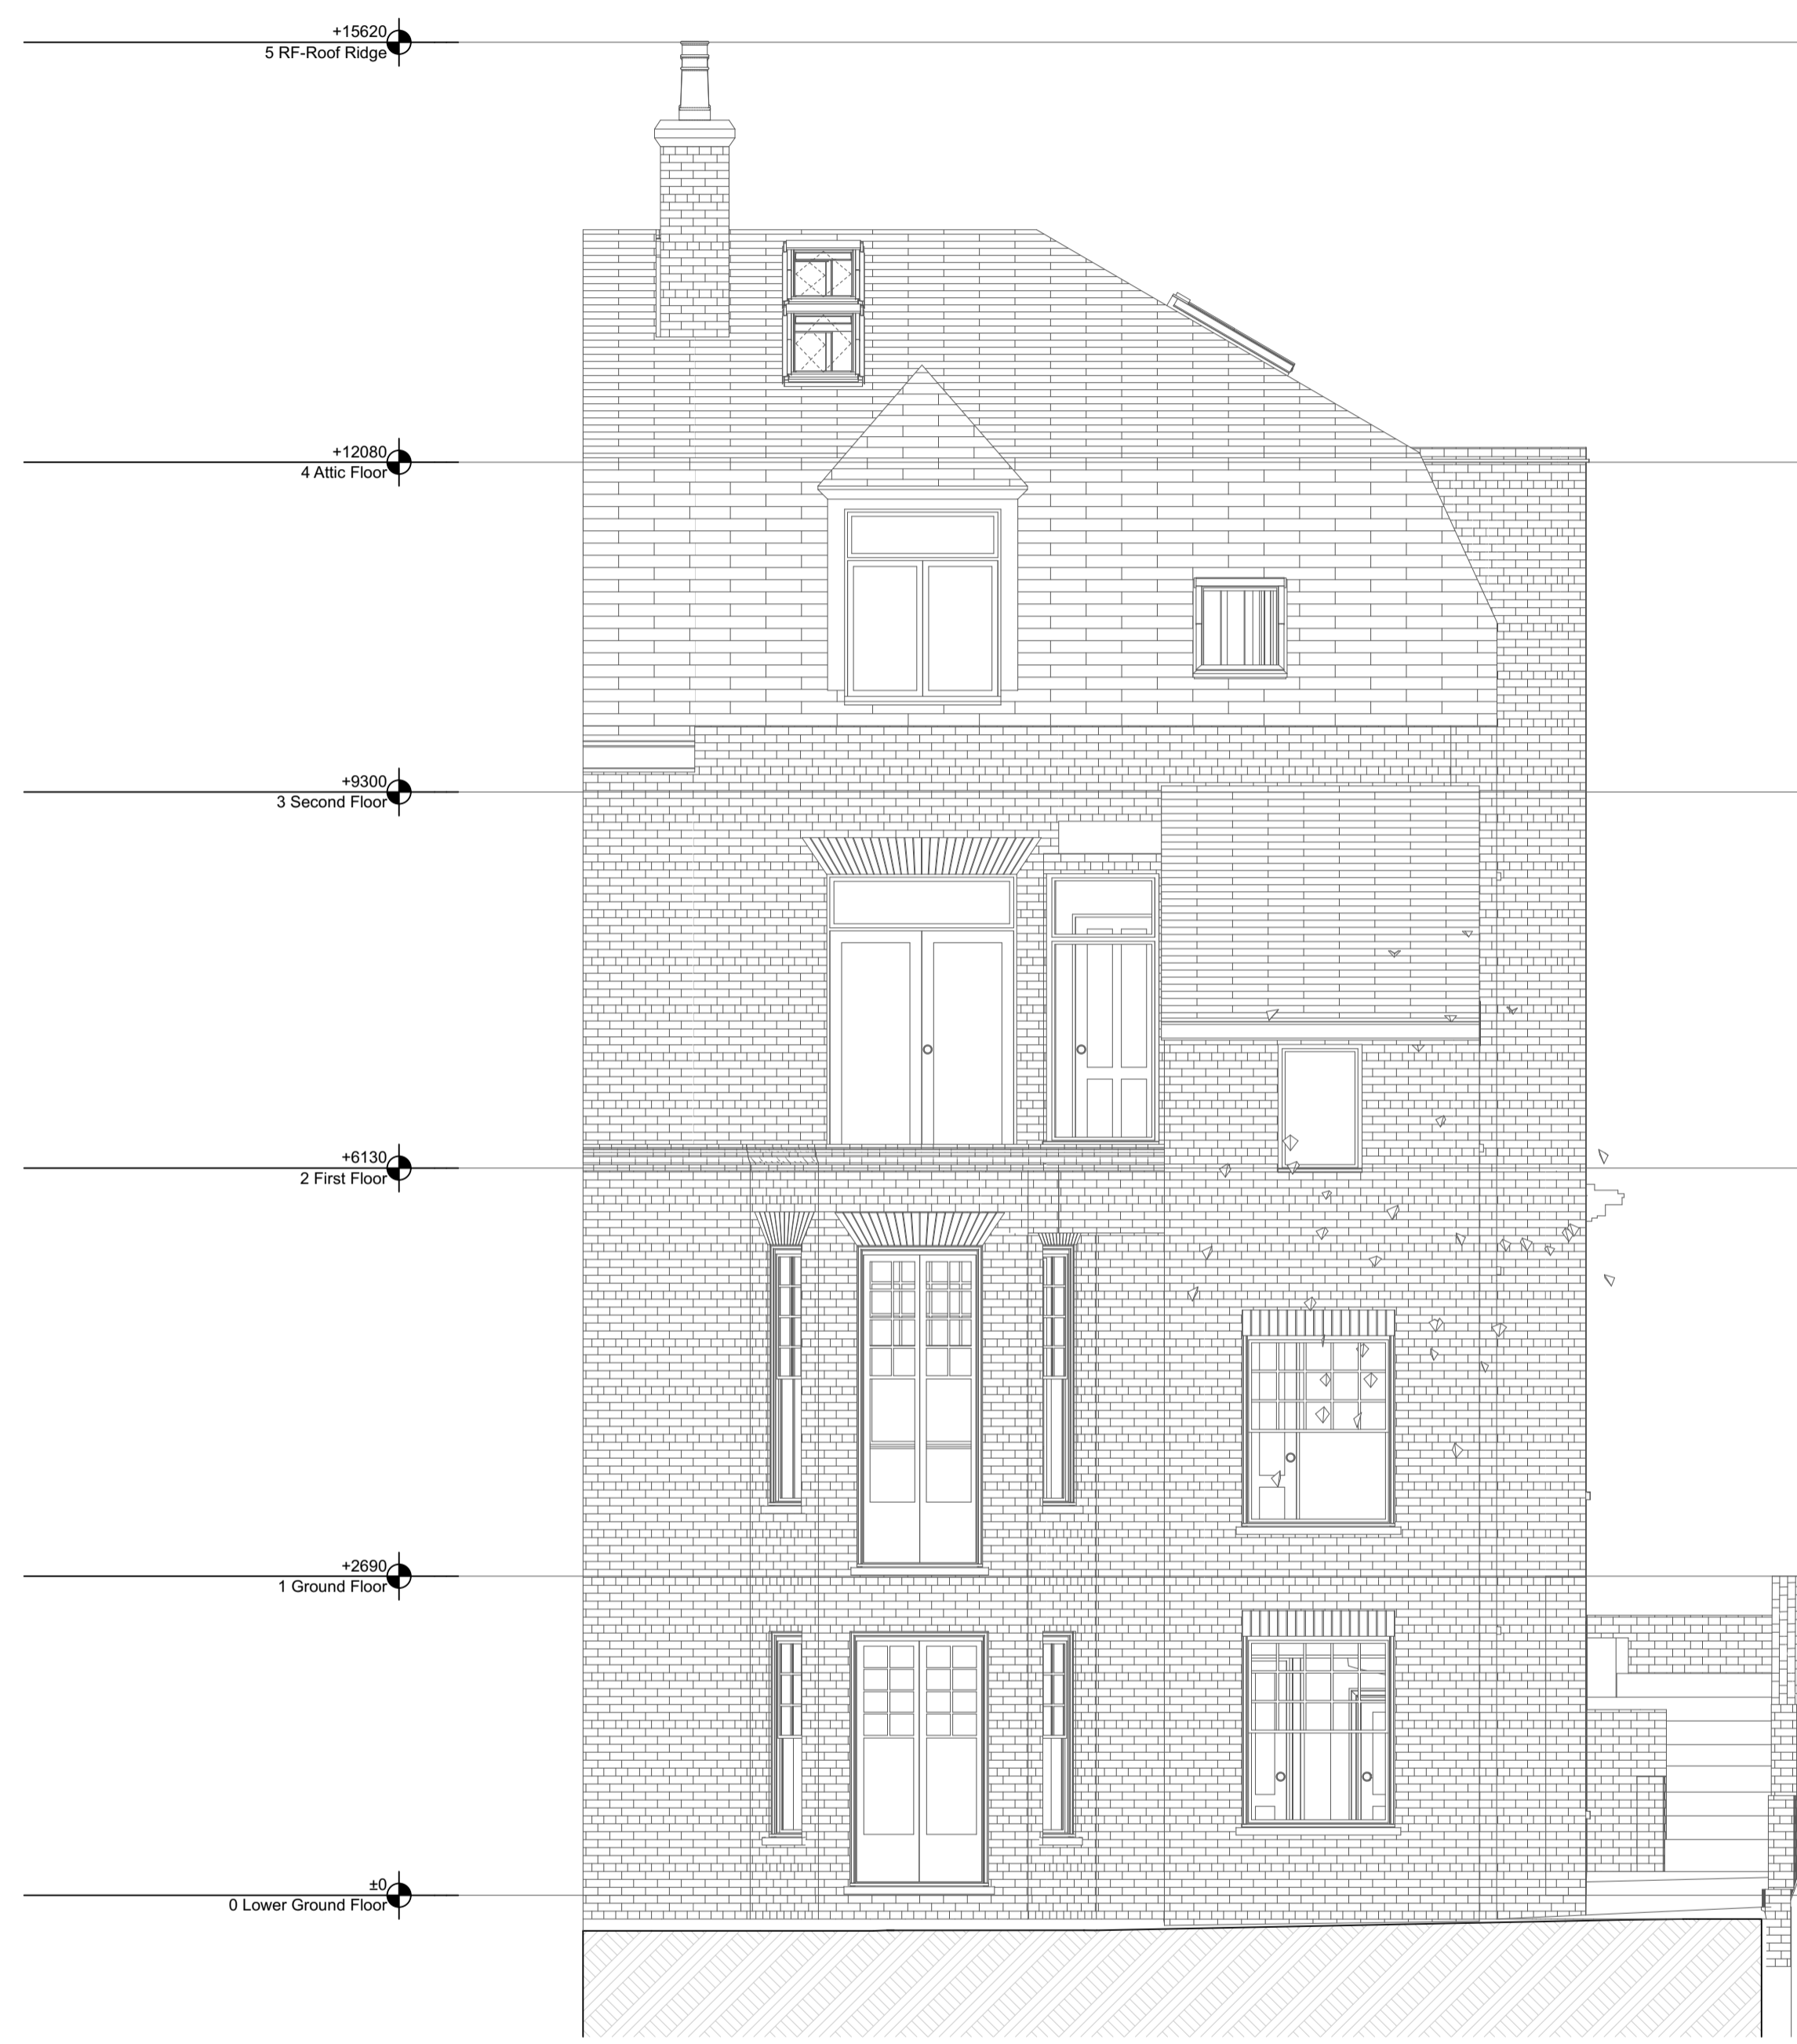 +15620
5 RF-Roof Ridge
+12080
4 Attic Floor
+9300
3 Second Floor
+6130
2 First Floor
+2690
1 Ground Floor
±0
0 Lower Ground Floor